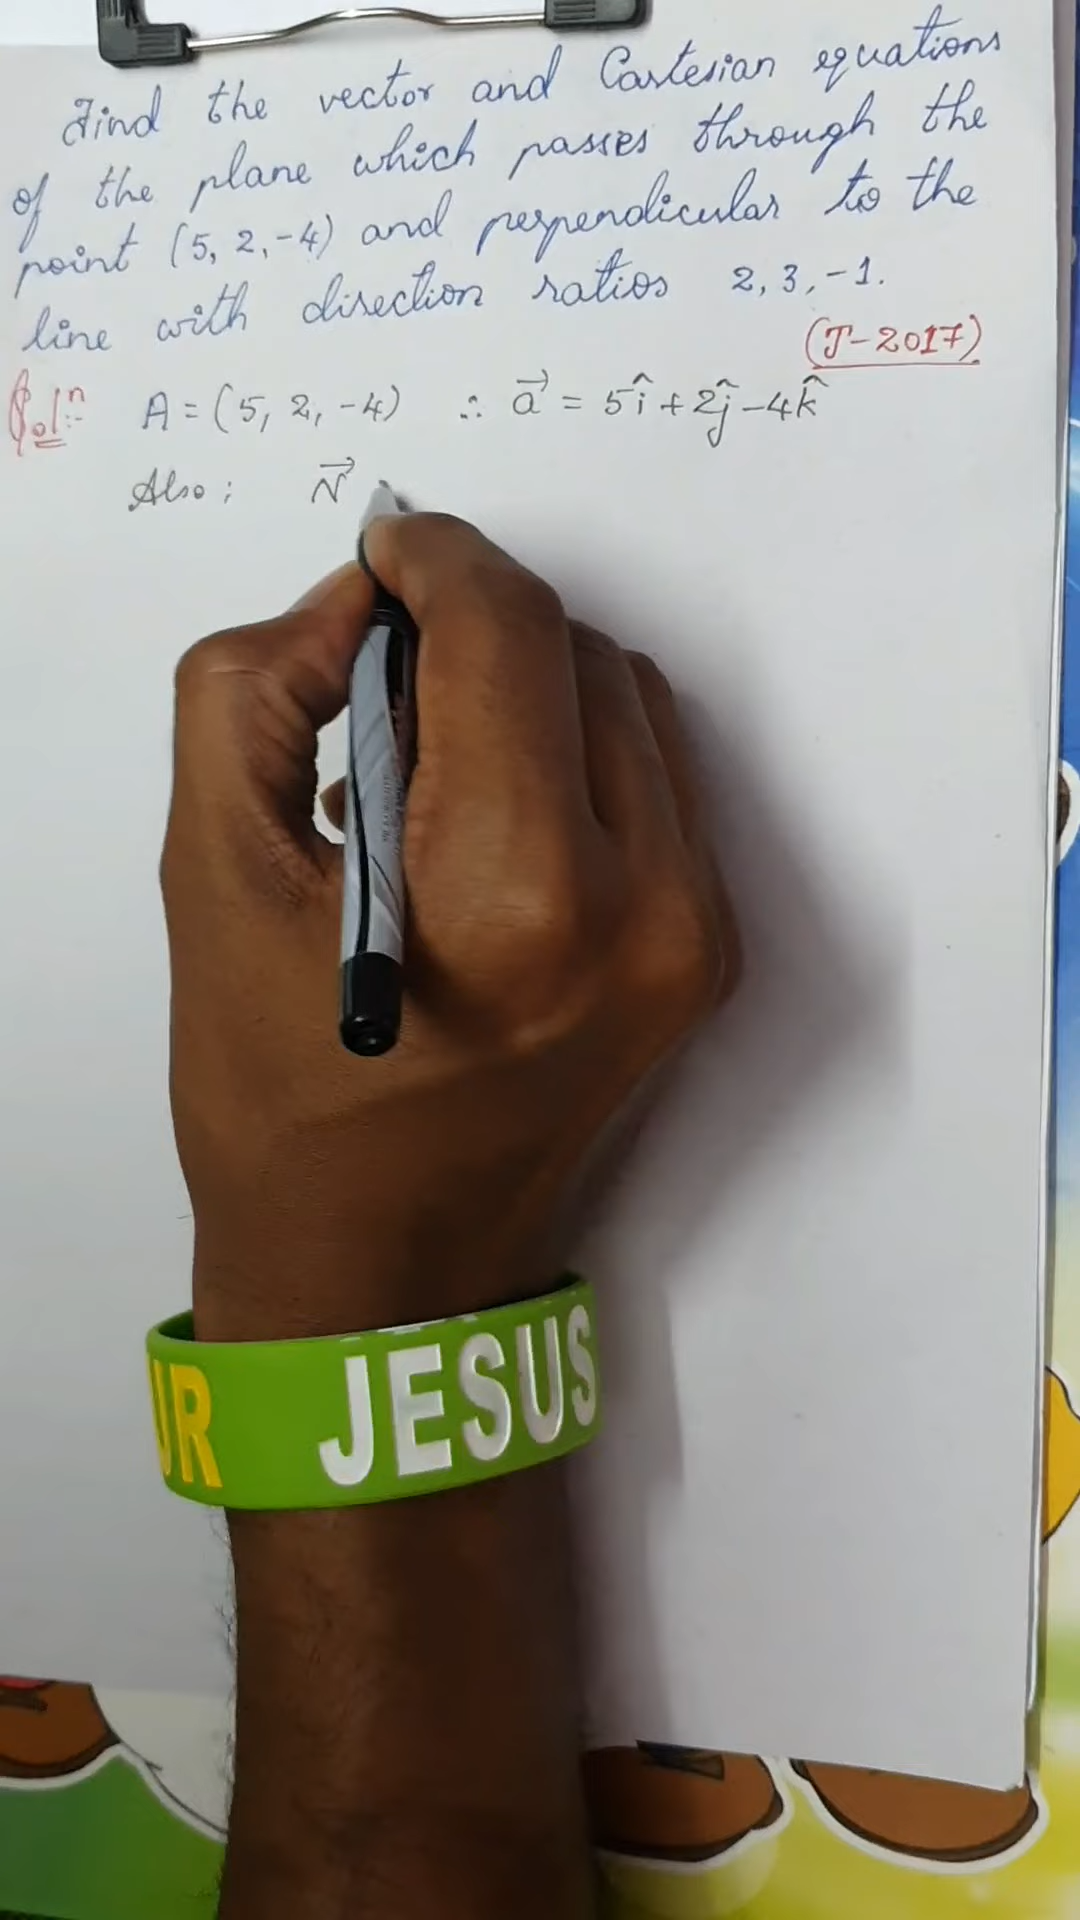 Find the vector and Cartesian equations
of the plane which passes through the
point (5, 2, -4) and perpendicular to the
line with direction ratios 2, 3, -1.
(J-2017)
Solⁿ: A = (5, 2, -4) ∴ a⃗ = 5î + 2ĵ - 4k̂
Also: N⃗
UR JESUS